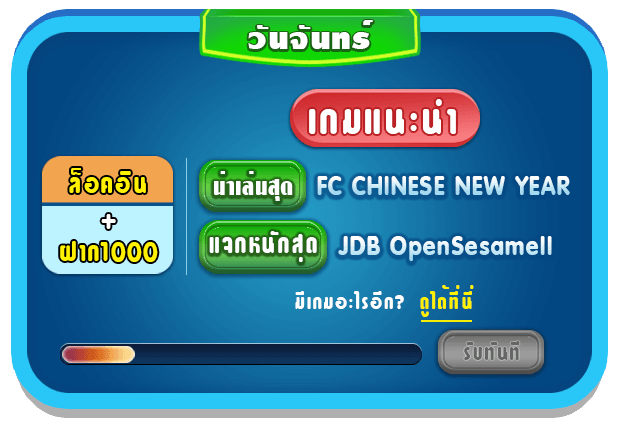 วันจันทร์
เกมแนะนำ
ล็อคอิน
+
ฝาก1000
น่าเล่นสุด FC CHINESE NEW YEAR
แจกหนักสุด JDB OpenSesameII
มีเกมอะไรอีก? ดูได้ที่นี่
รับทันที